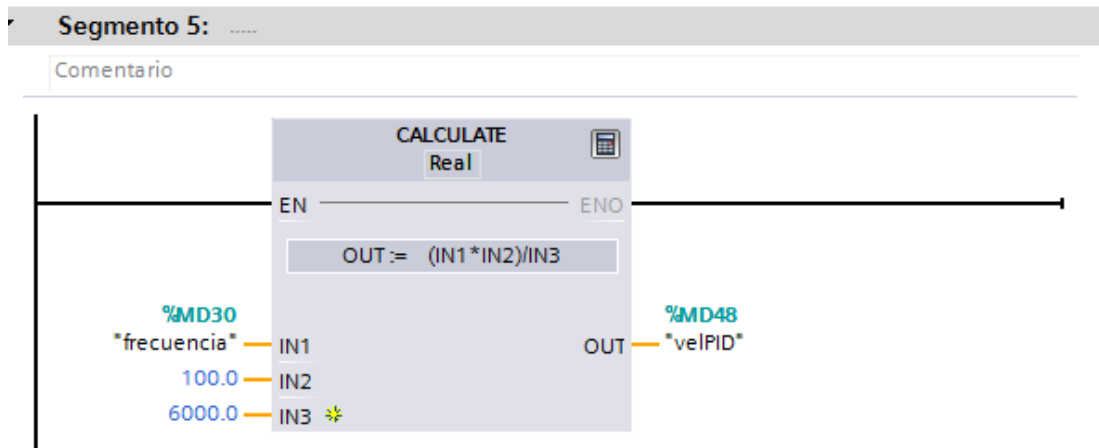 Segmento 5: .....
Comentario
CALCULATE
Real
EN ENO
OUT := (IN1*IN2)/IN3
%MD30 %MD48
"frecuencia" IN1 OUT "velPID"
100.0 IN2
6000.0 IN3